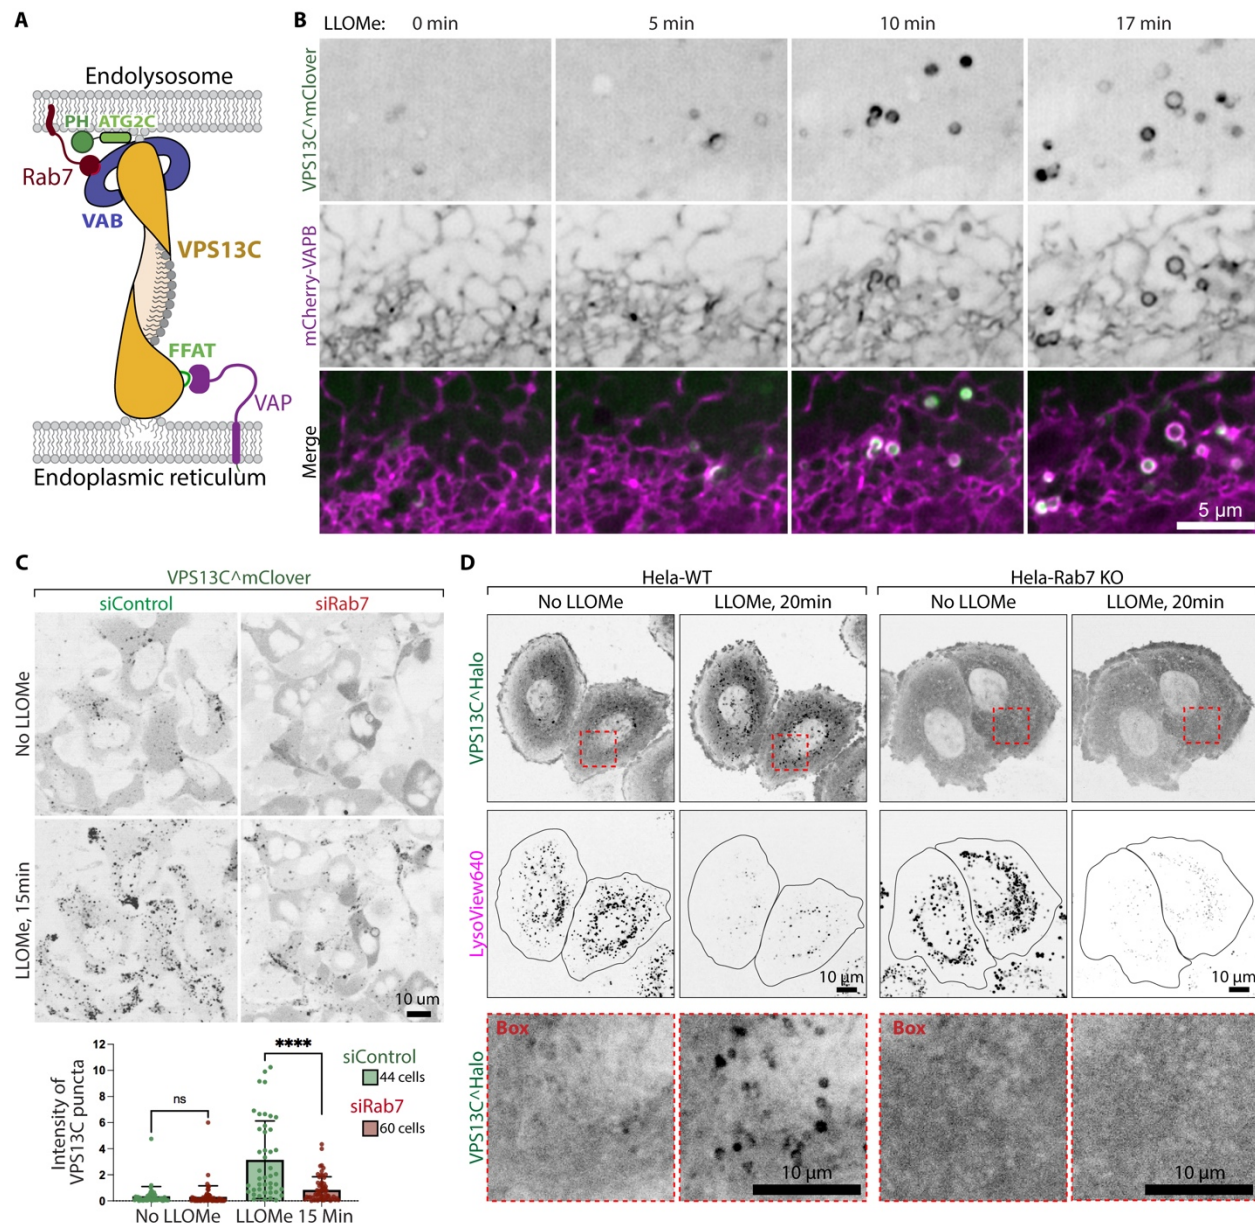 A
Endolysosome
PH
ATG2C
Rab7
VAB
VPS13C
FFAT
VAP
Endoplasmic reticulum
B
LLOMe: 0 min 5 min 10 min 17 min
VPS13C^mClover
mCherry-VAPB
Merge
5 µm
C
VPS13C^mClover
siControl siRab7
No LLOMe
LLOMe, 15min
10 um
Intensity of
VPS13C puncta
12
10
8
6
4
2
0
ns
****
siControl
44 cells
siRab7
60 cells
No LLOMe LLOMe 15 Min
D
Hela-WT Hela-Rab7 KO
No LLOMe LLOMe, 20min No LLOMe LLOMe, 20min
VPS13C^Halo
LysoView640
10 µm 10 µm
Box Box
VPS13C^Halo
10 µm 10 µm